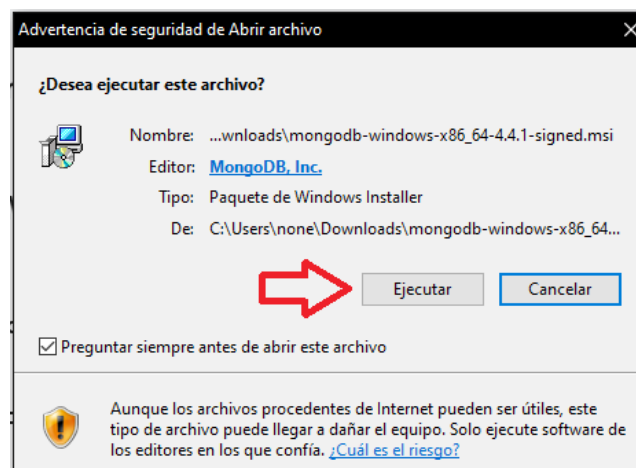 Advertencia de seguridad de Abrir archivo
¿Desea ejecutar este archivo?
Nombre: ...wnloads\mongodb-windows-x86_64-4.4.1-signed.msi
Editor: MongoDB, Inc.
Tipo: Paquete de Windows Installer
De: C:\Users\none\Downloads\mongodb-windows-x86_64...
Ejecutar Cancelar
Preguntar siempre antes de abrir este archivo
Aunque los archivos procedentes de Internet pueden ser útiles, este
tipo de archivo puede llegar a dañar el equipo. Solo ejecute software de
los editores en los que confía. ¿Cuál es el riesgo?